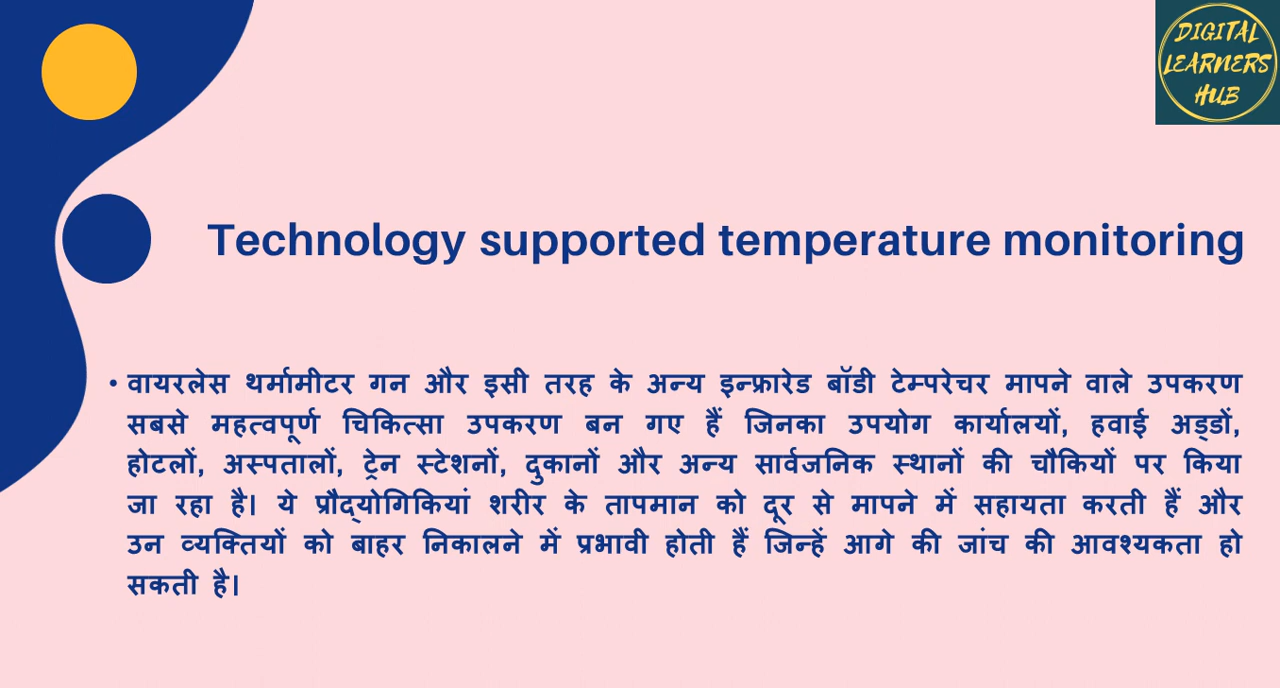 DIGITAL
LEARNERS
HUB
Technology supported temperature monitoring
• वायरलेस थर्मामीटर गन और इसी तरह के अन्य इन्फ्रारेड बॉडी टेम्परेचर मापने वाले उपकरण
सबसे महत्वपूर्ण चिकित्सा उपकरण बन गए हैं जिनका उपयोग कार्यालयों, हवाई अड्डों,
होटलों, अस्पतालों, ट्रेन स्टेशनों, दुकानों और अन्य सार्वजनिक स्थानों की चौकियों पर किया
जा रहा है। ये प्रौद्योगिकियां शरीर के तापमान को दूर से मापने में सहायता करती हैं और
उन व्यक्तियों को बाहर निकालने में प्रभावी होती हैं जिन्हें आगे की जांच की आवश्यकता हो
सकती है।